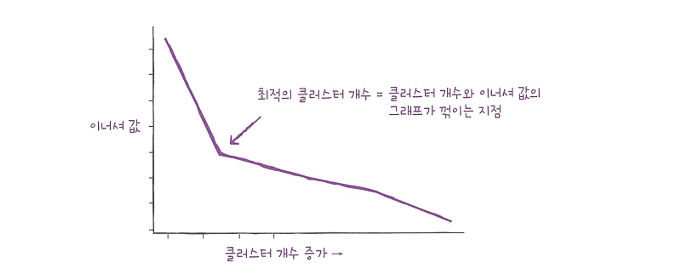 최적의 클러스터 개수 = 클러스터 개수와 이너셔 값의
그래프가 꺾이는 지점
이너셔 값
클러스터 개수 증가 →